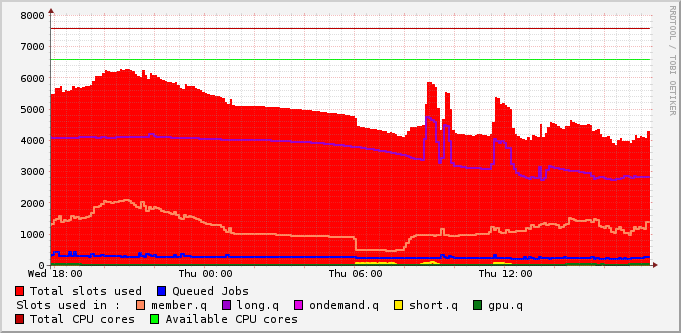 8000
7000
6000
5000
4000
3000
2000
1000
0
Wed 18:00 Thu 00:00 Thu 06:00 Thu 12:00
RRDTOOL / TOBI OETIKER
Total slots used Queued Jobs
Slots used in : member.q long.q ondemand.q short.q gpu.q
Total CPU cores Available CPU cores